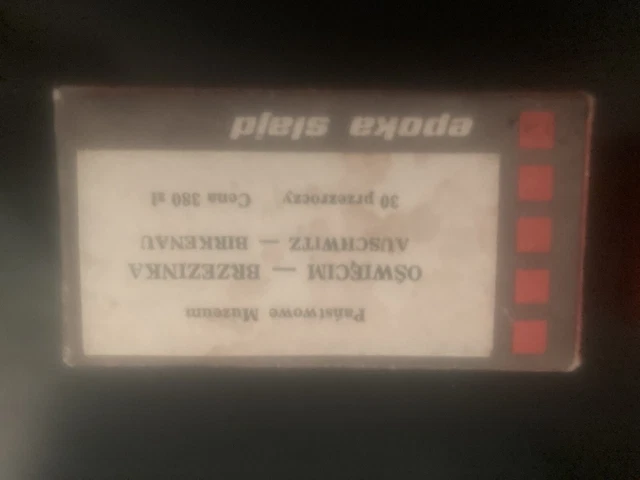 epoka slajd
Państwowe Muzeum
OŚWIĘCIM — BRZEZINKA
AUSCHWITZ — BIRKENAU
30 przezroczy Cena 380 zł